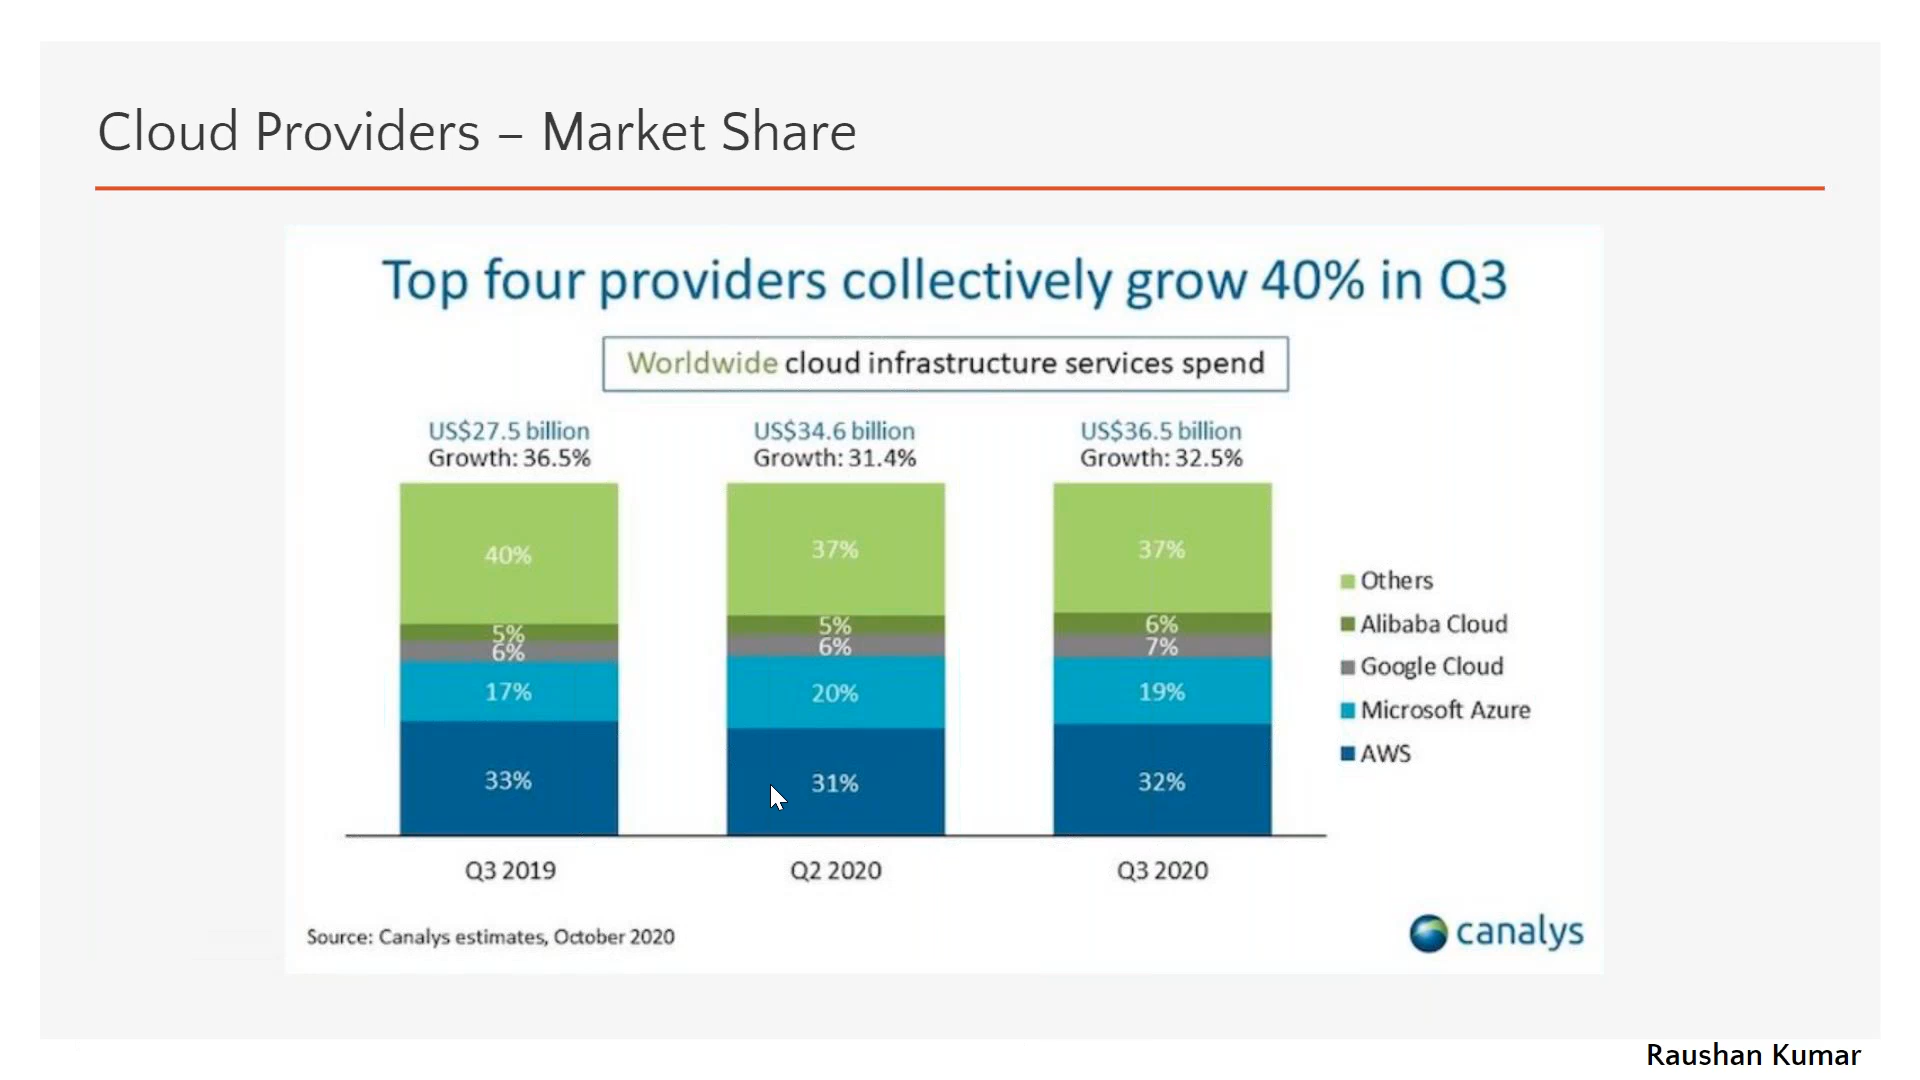 Cloud Providers – Market Share
Top four providers collectively grow 40% in Q3
Worldwide cloud infrastructure services spend
US$27.5 billion US$34.6 billion US$36.5 billion
Growth: 36.5% Growth: 31.4% Growth: 32.5%
40% 37% 37%
5% 5% 6%
6% 6% 7%
17% 20% 19%
33% 31% 32%
Others
Alibaba Cloud
Google Cloud
Microsoft Azure
AWS
Q3 2019 Q2 2020 Q3 2020
Source: Canalys estimates, October 2020
canalys
Raushan Kumar